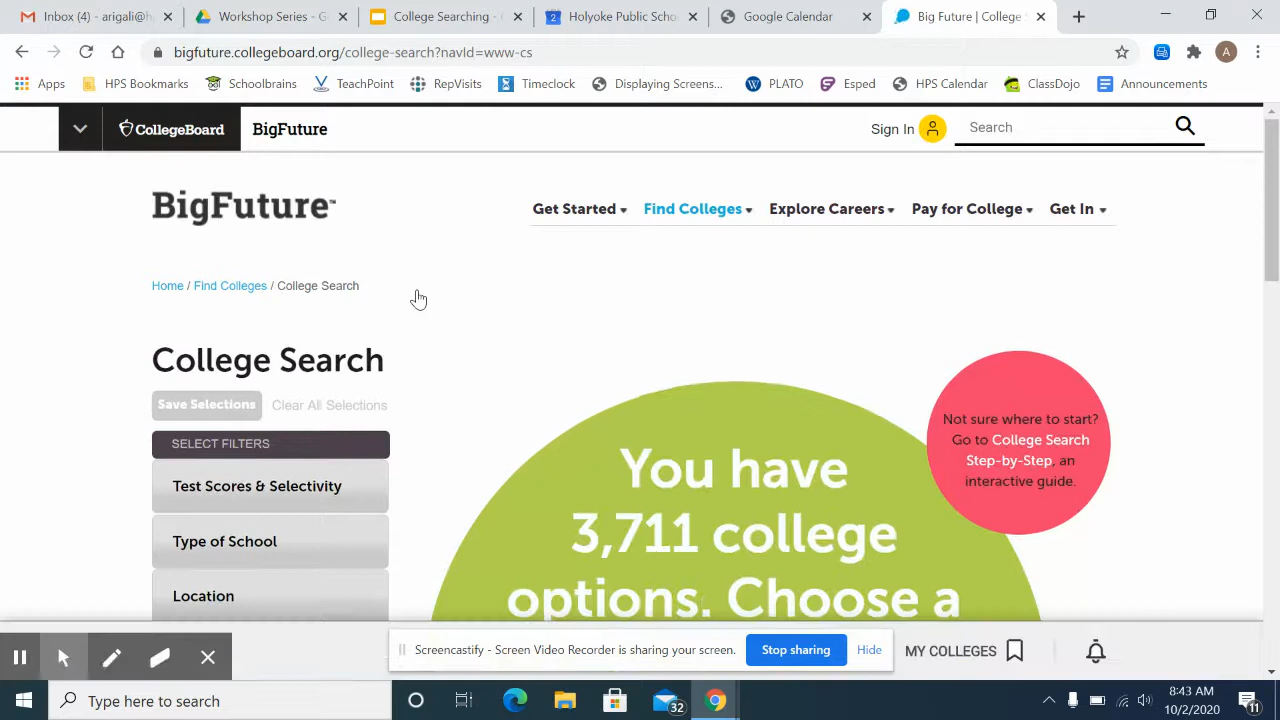 Inbox (4) - arigali@h
Workshop Series - G
College Searching -
Holyoke Public Scho
Google Calendar
Big Future | College
bigfuture.collegeboard.org/college-search?navId=www-cs
A
Apps
HPS Bookmarks
Schoolbrains
TeachPoint
RepVisits
Timeclock
Displaying Screens...
PLATO
Esped
HPS Calendar
ClassDojo
Announcements
CollegeBoard
BigFuture
Sign In
Search
BigFuture™
Get Started
Find Colleges
Explore Careers
Pay for College
Get In
Home / Find Colleges / College Search
College Search
Save Selections
Clear All Selections
SELECT FILTERS
Test Scores & Selectivity
Type of School
Location
You have
3,711 college
options. Choose a
Not sure where to start?
Go to College Search
Step-by-Step, an
interactive guide.
Screencastify - Screen Video Recorder is sharing your screen.
Stop sharing
Hide
MY COLLEGES
Type here to search
32
8:43 AM
10/2/2020
11